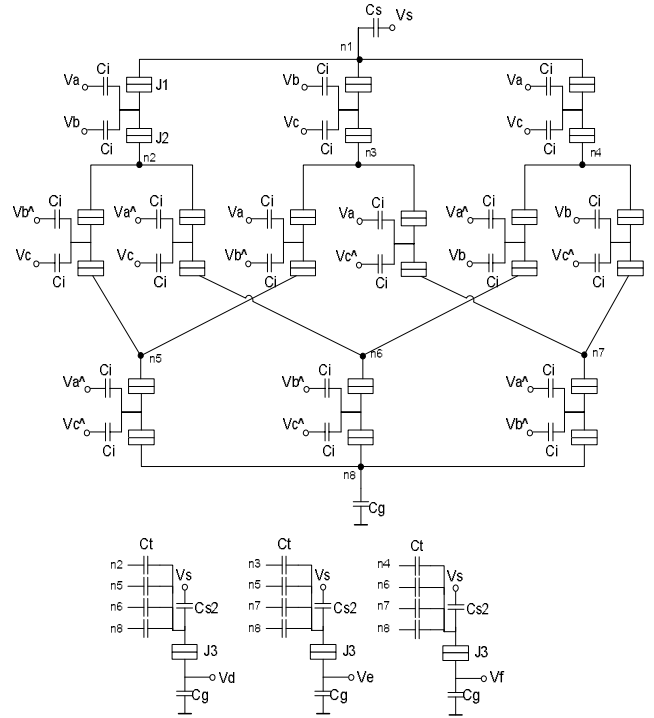 Cs Vs
n1
Ci Ci Ci
Va J1 Vb Va
Vb J2 Vc Vc
Ci Ci Ci
n2 n3 n4
Ci Ci Ci Ci Ci Ci
Vb^ Va^ Va Va Va^ Vb
Vc Vc Vb^ Vc^ Vb Vc^
Ci Ci Ci Ci Ci Ci
n5 n6 n7
Ci Ci Ci
Va^ Vb^ Va^
Vc^ Vc^ Vb^
Ci Ci Ci
n8
Cg
Ct Ct Ct
n2 n3 n4
Vs Vs Vs
n5 n5 n6
n6 Cs2 n7 Cs2 n7 Cs2
n8 n8 n8
J3 J3 J3
Vd Ve Vf
Cg Cg Cg